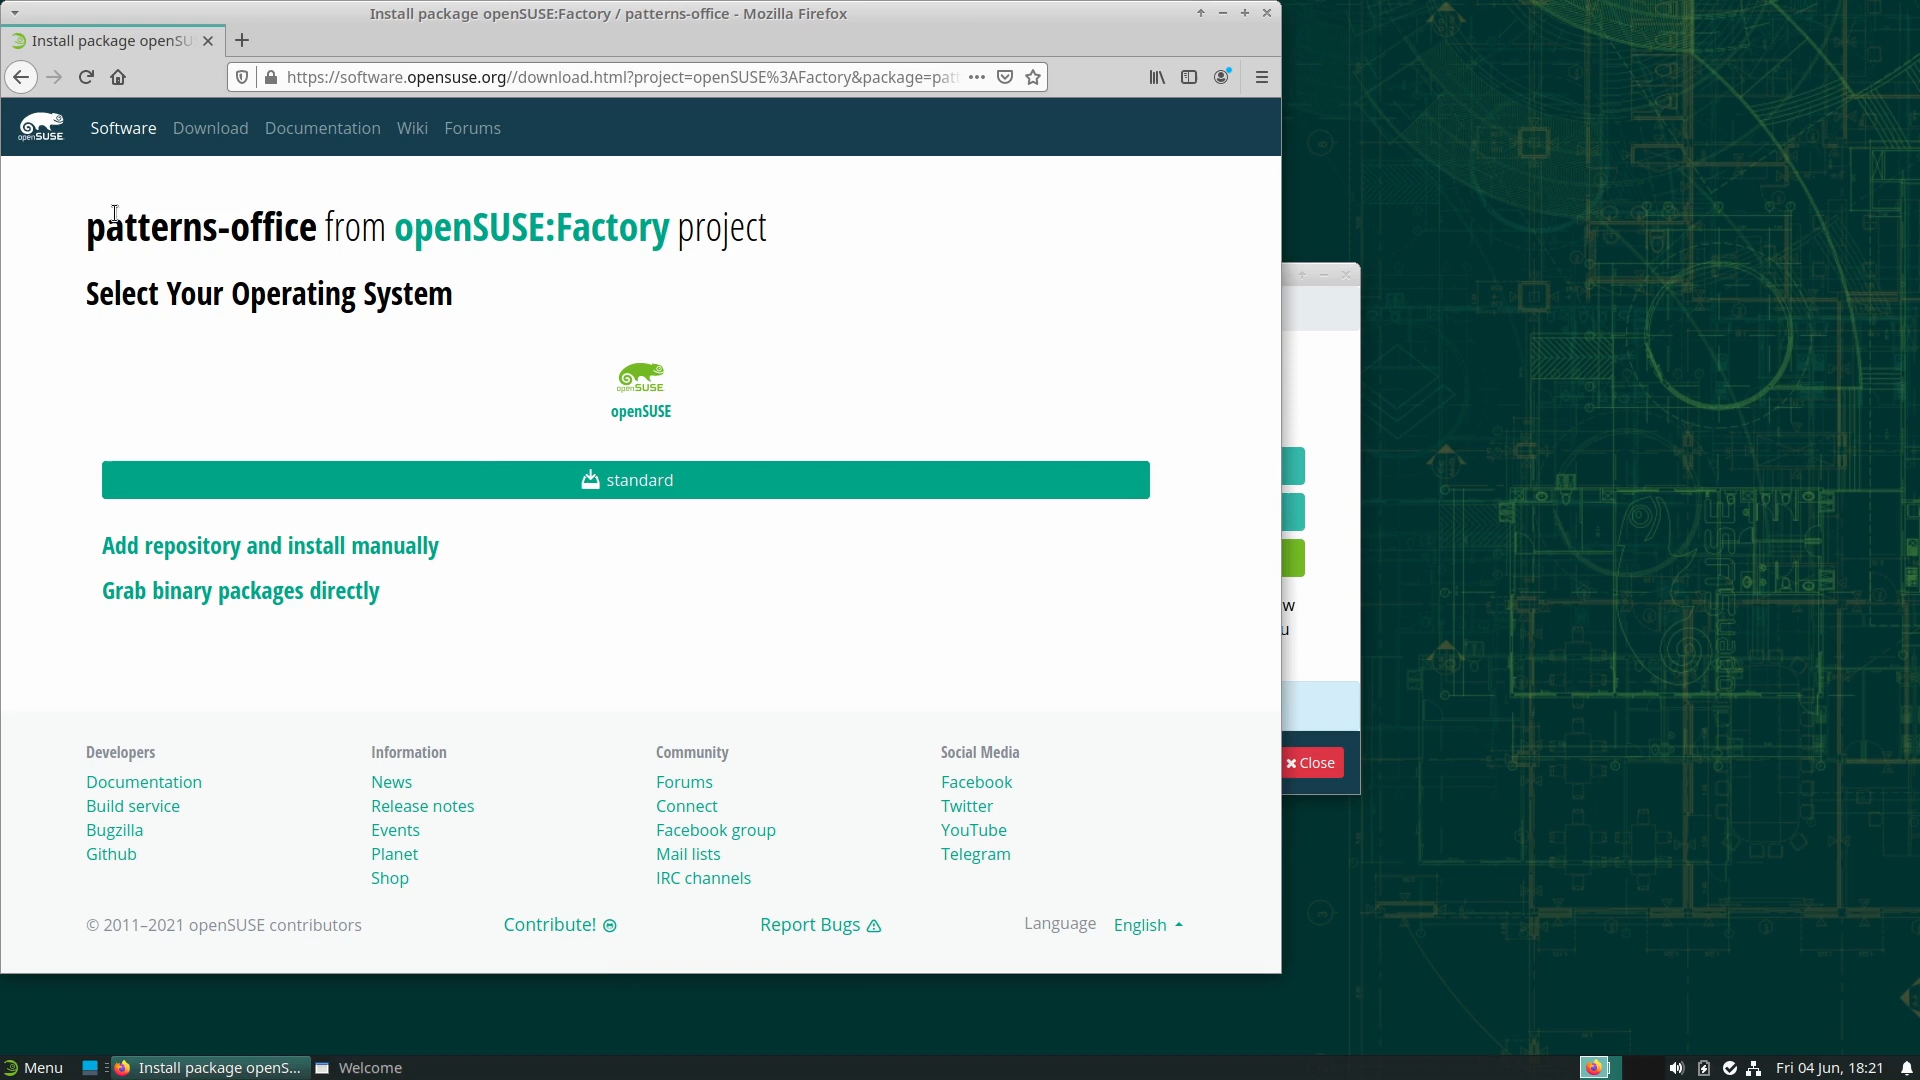 Install package openSUSE:Factory / patterns-office - Mozilla Firefox
Install package openSU
https://software.opensuse.org//download.html?project=openSUSE%3AFactory&package=pat
openSUSE
Software Download Documentation Wiki Forums
patterns-office from openSUSE:Factory project
Select Your Operating System
openSUSE
openSUSE
standard
Add repository and install manually
Grab binary packages directly
w
u
Close
Developers
Documentation
Build service
Bugzilla
Github
Information
News
Release notes
Events
Planet
Shop
Community
Forums
Connect
Facebook group
Mail lists
IRC channels
Social Media
Facebook
Twitter
YouTube
Telegram
© 2011–2021 openSUSE contributors
Contribute!
Report Bugs
Language English
Menu
Install package openS...
Welcome
Fri 04 Jun, 18:21